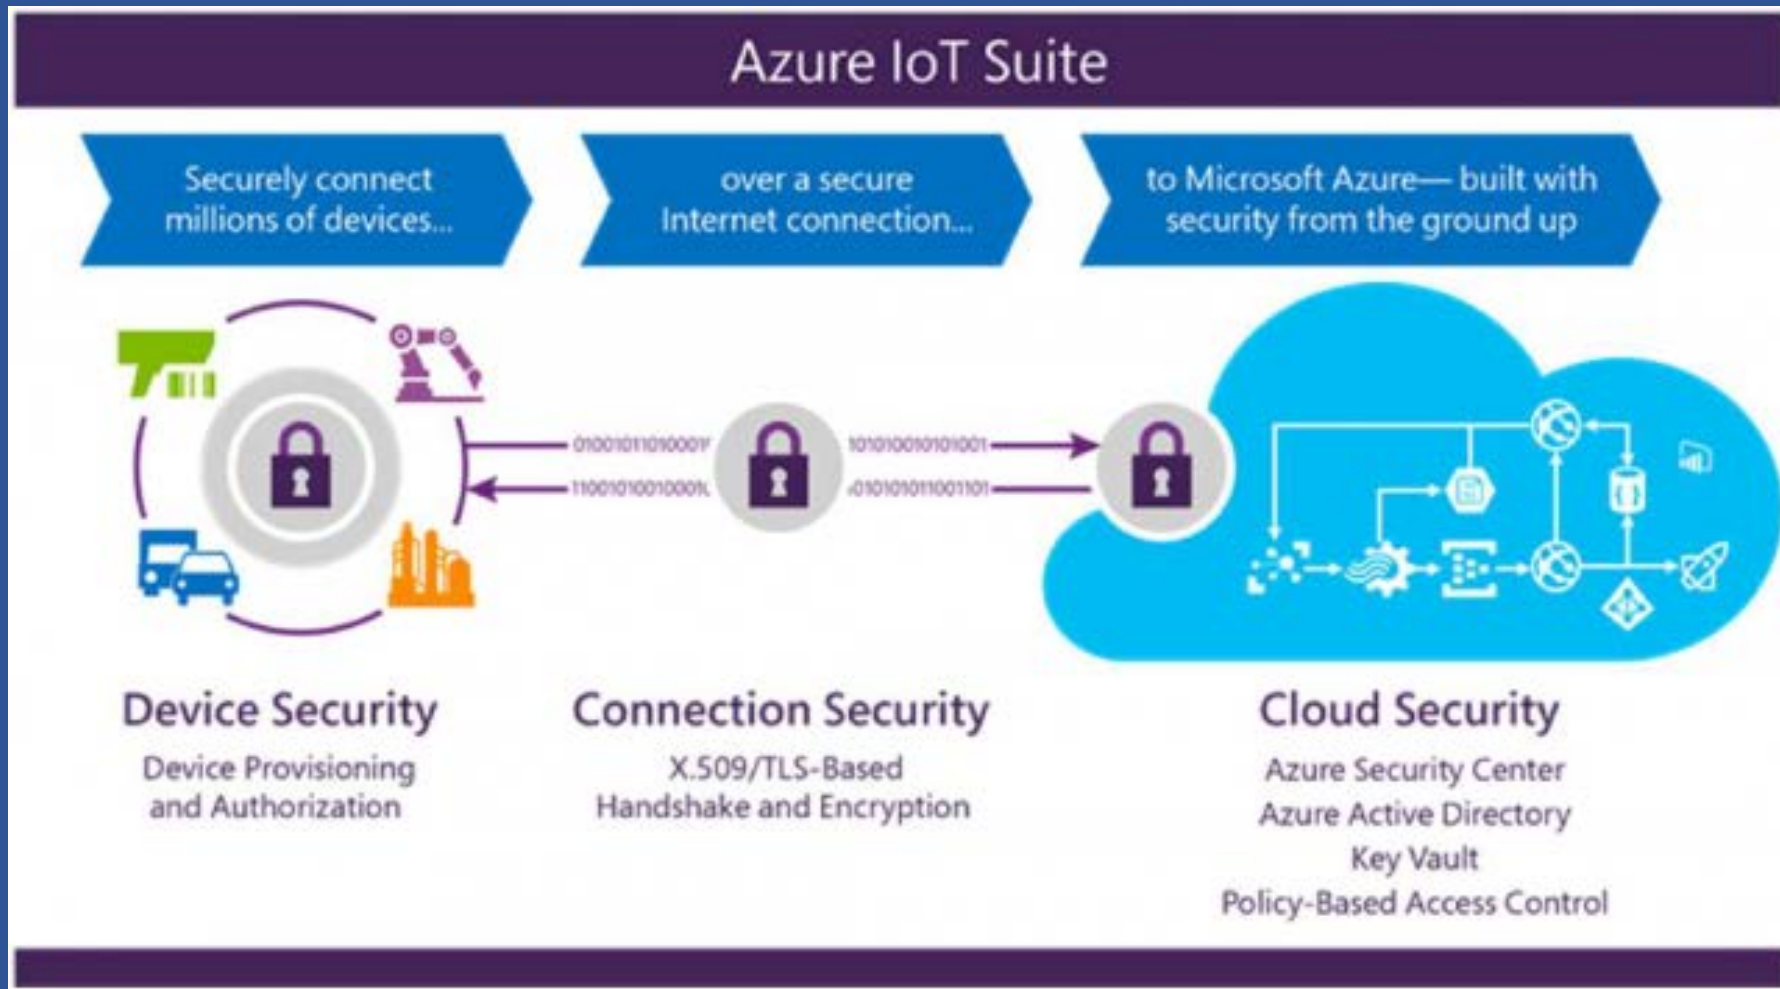 Azure IoT Suite
Securely connect
millions of devices...
over a secure
Internet connection...
to Microsoft Azure— built with
security from the ground up
Device Security
Device Provisioning
and Authorization
Connection Security
X.509/TLS-Based
Handshake and Encryption
Cloud Security
Azure Security Center
Azure Active Directory
Key Vault
Policy-Based Access Control